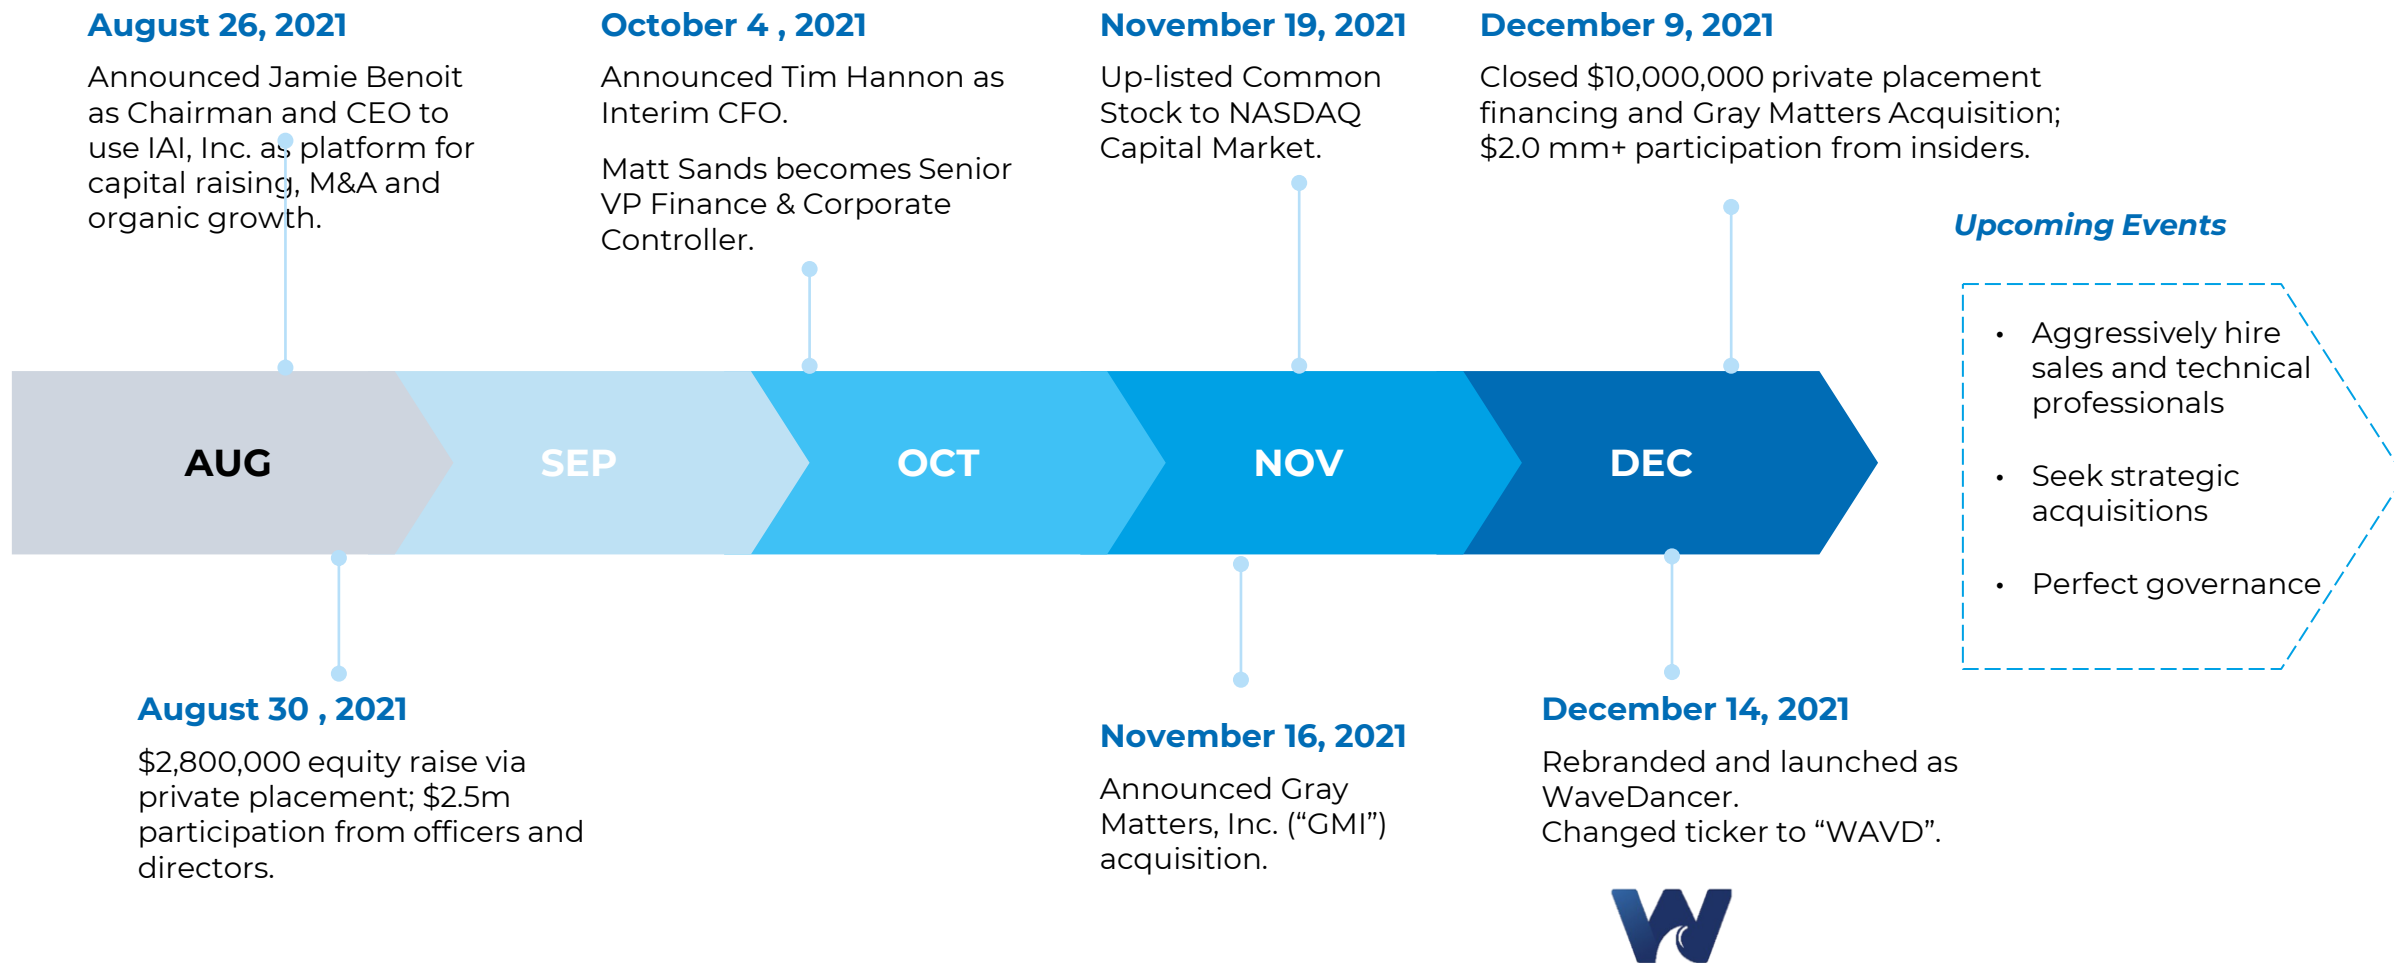 August 26, 2021
Announced Jamie Benoit
as Chairman and CEO to
use IAI, Inc. as platform for
capital raising, M&A and
organic growth.
October 4 , 2021
Announced Tim Hannon as
Interim CFO.
Matt Sands becomes Senior
VP Finance & Corporate
Controller.
November 19, 2021
Up-listed Common
Stock to NASDAQ
Capital Market.
December 9, 2021
Closed $10,000,000 private placement
financing and Gray Matters Acquisition;
$2.0 mm+ participation from insiders.
Upcoming Events
• Aggressively hire
sales and technical
professionals
• Seek strategic
acquisitions
• Perfect governance
AUG
SEP
OCT
NOV
DEC
August 30 , 2021
$2,800,000 equity raise via
private placement; $2.5m
participation from officers and
directors.
November 16, 2021
Announced Gray
Matters, Inc. (“GMI”)
acquisition.
December 14, 2021
Rebranded and launched as
WaveDancer.
Changed ticker to “WAVD”.